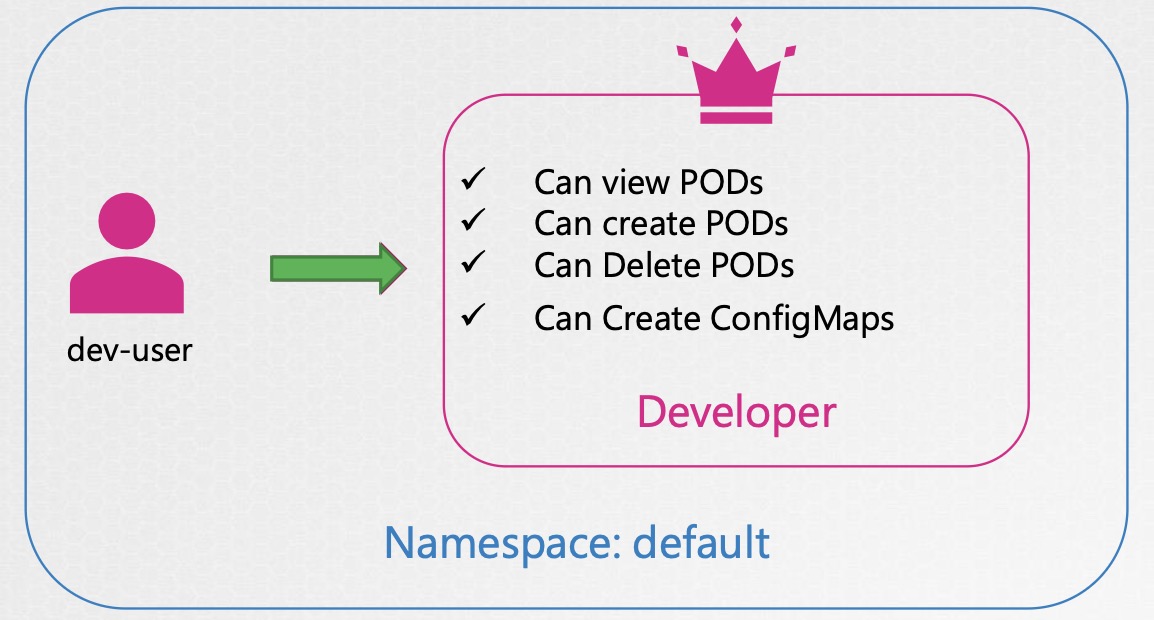 ✓ Can view PODs
✓ Can create PODs
✓ Can Delete PODs
✓ Can Create ConfigMaps
dev-user
Developer
Namespace: default